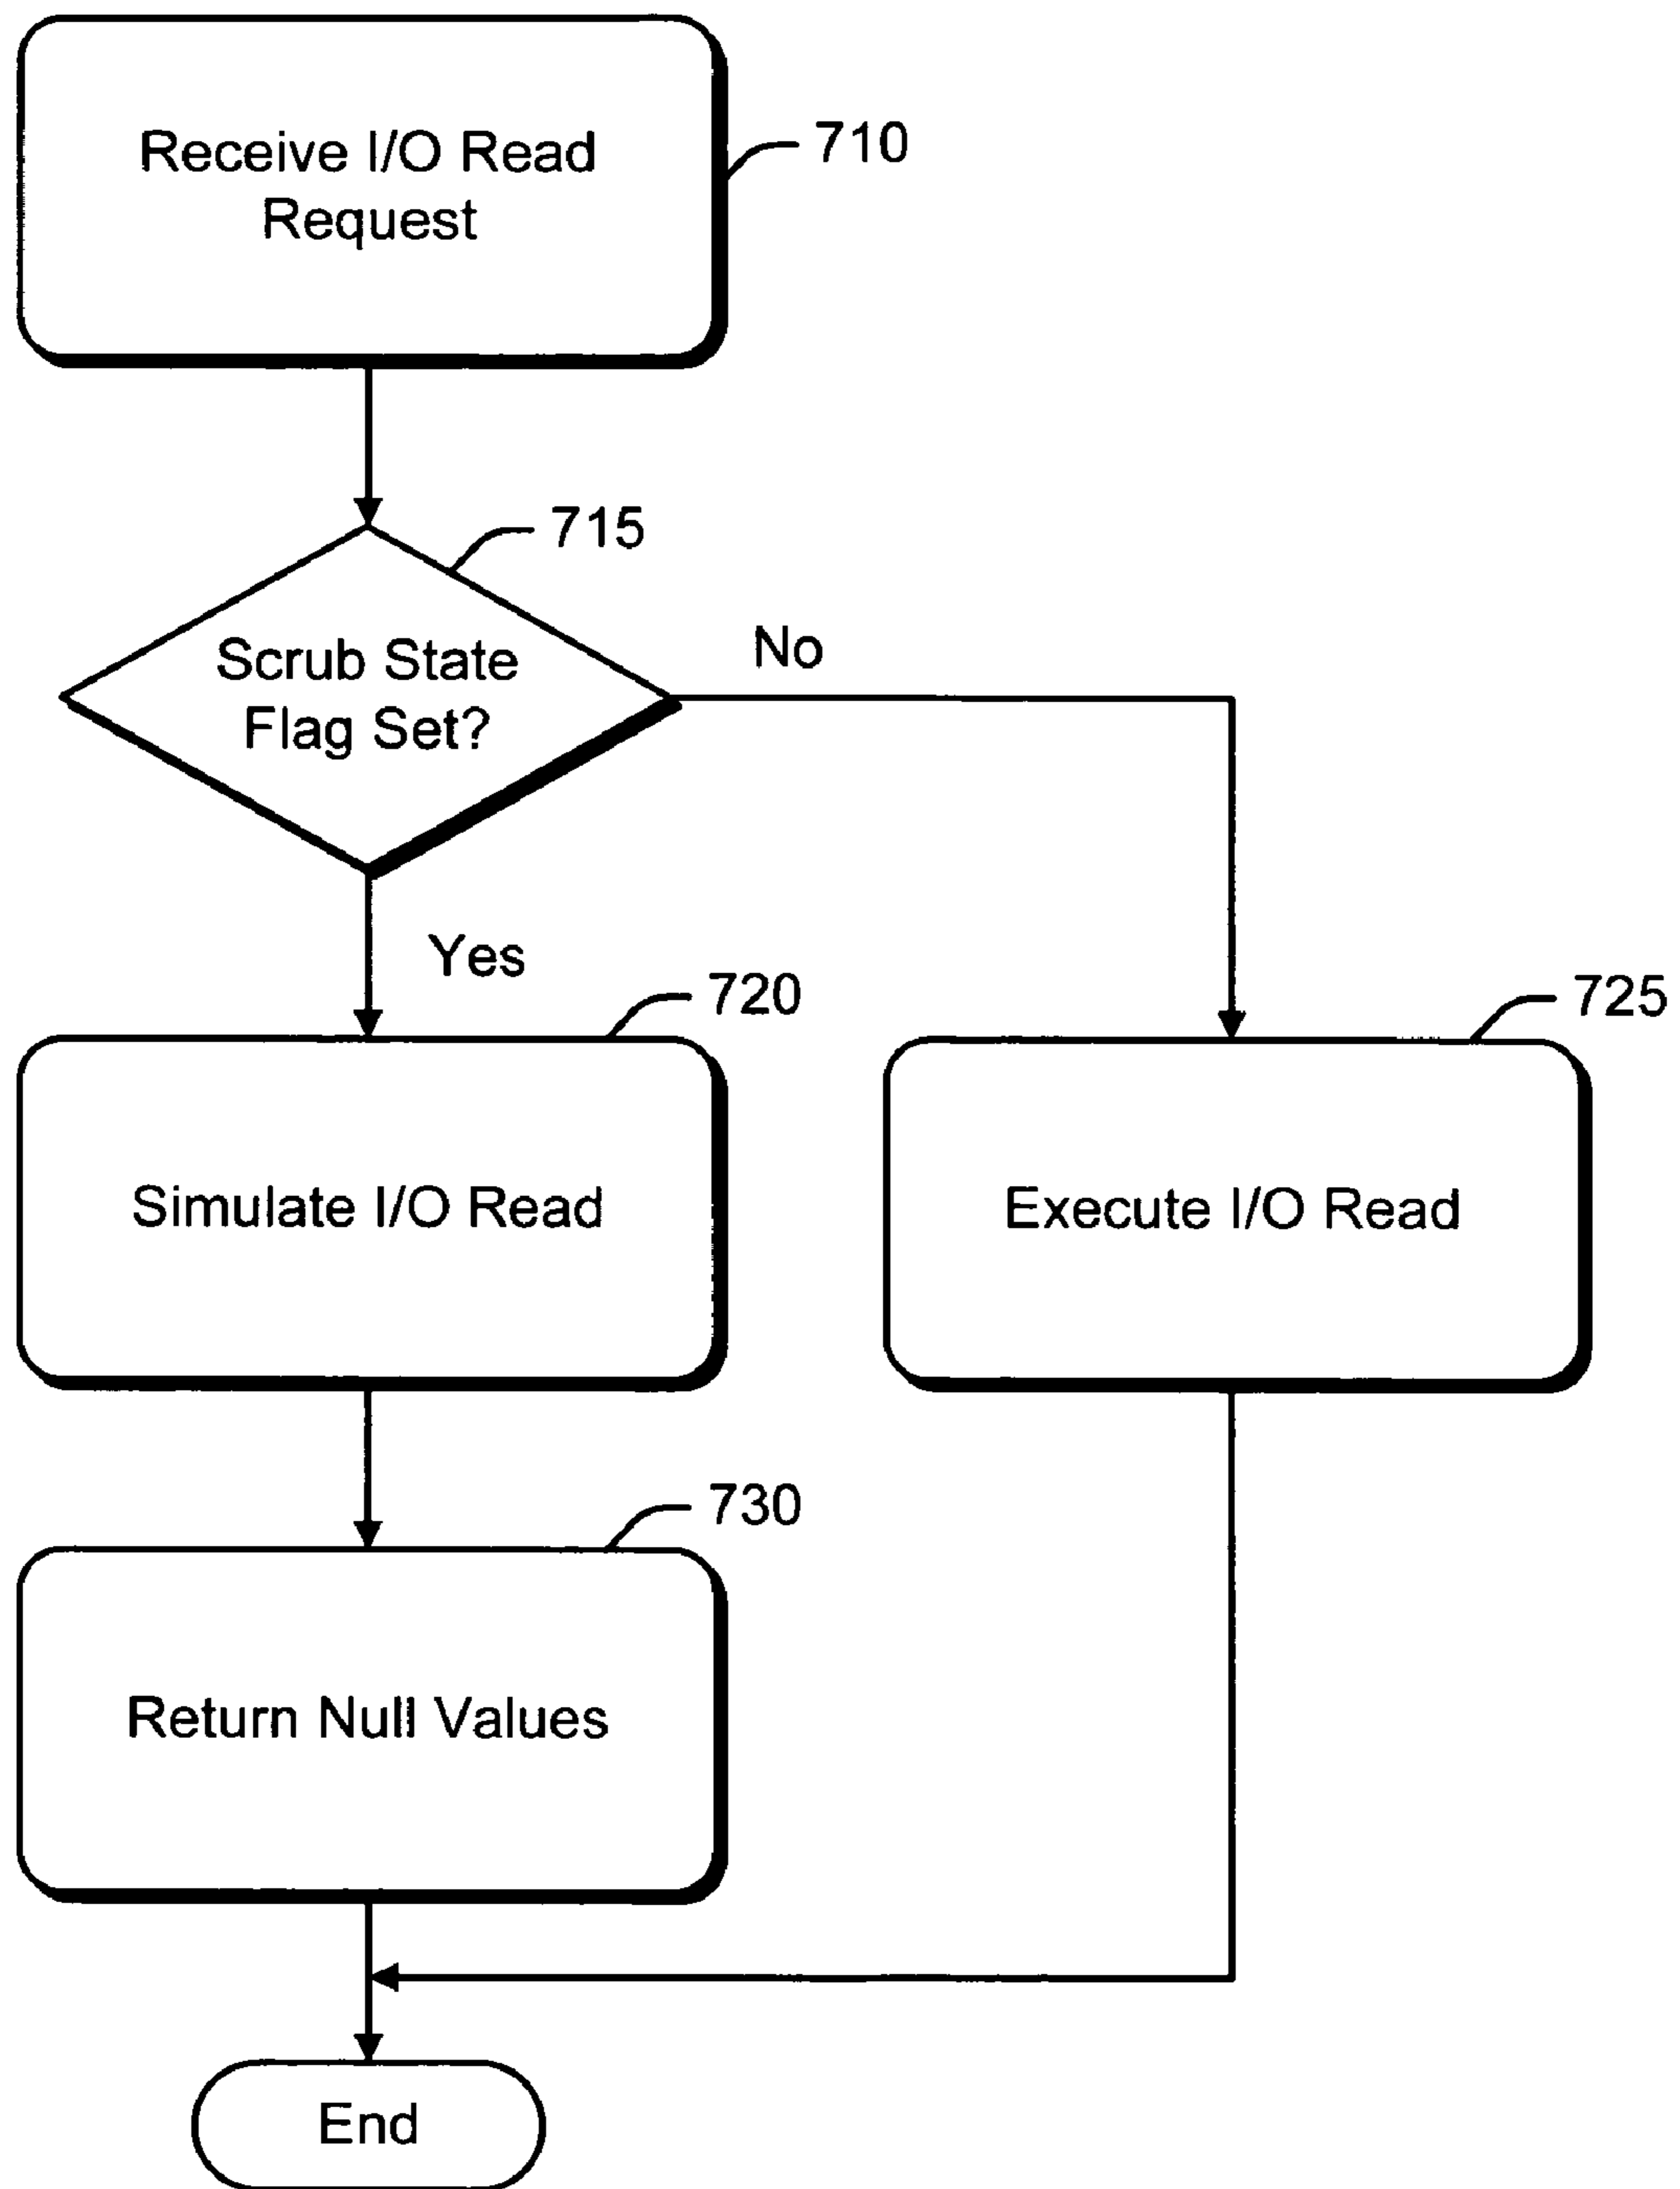 Receive I/O Read
Request
710
715
Scrub State
Flag Set?
No
Yes
720
725
Simulate I/O Read
Execute I/O Read
730
Return Null Values
End